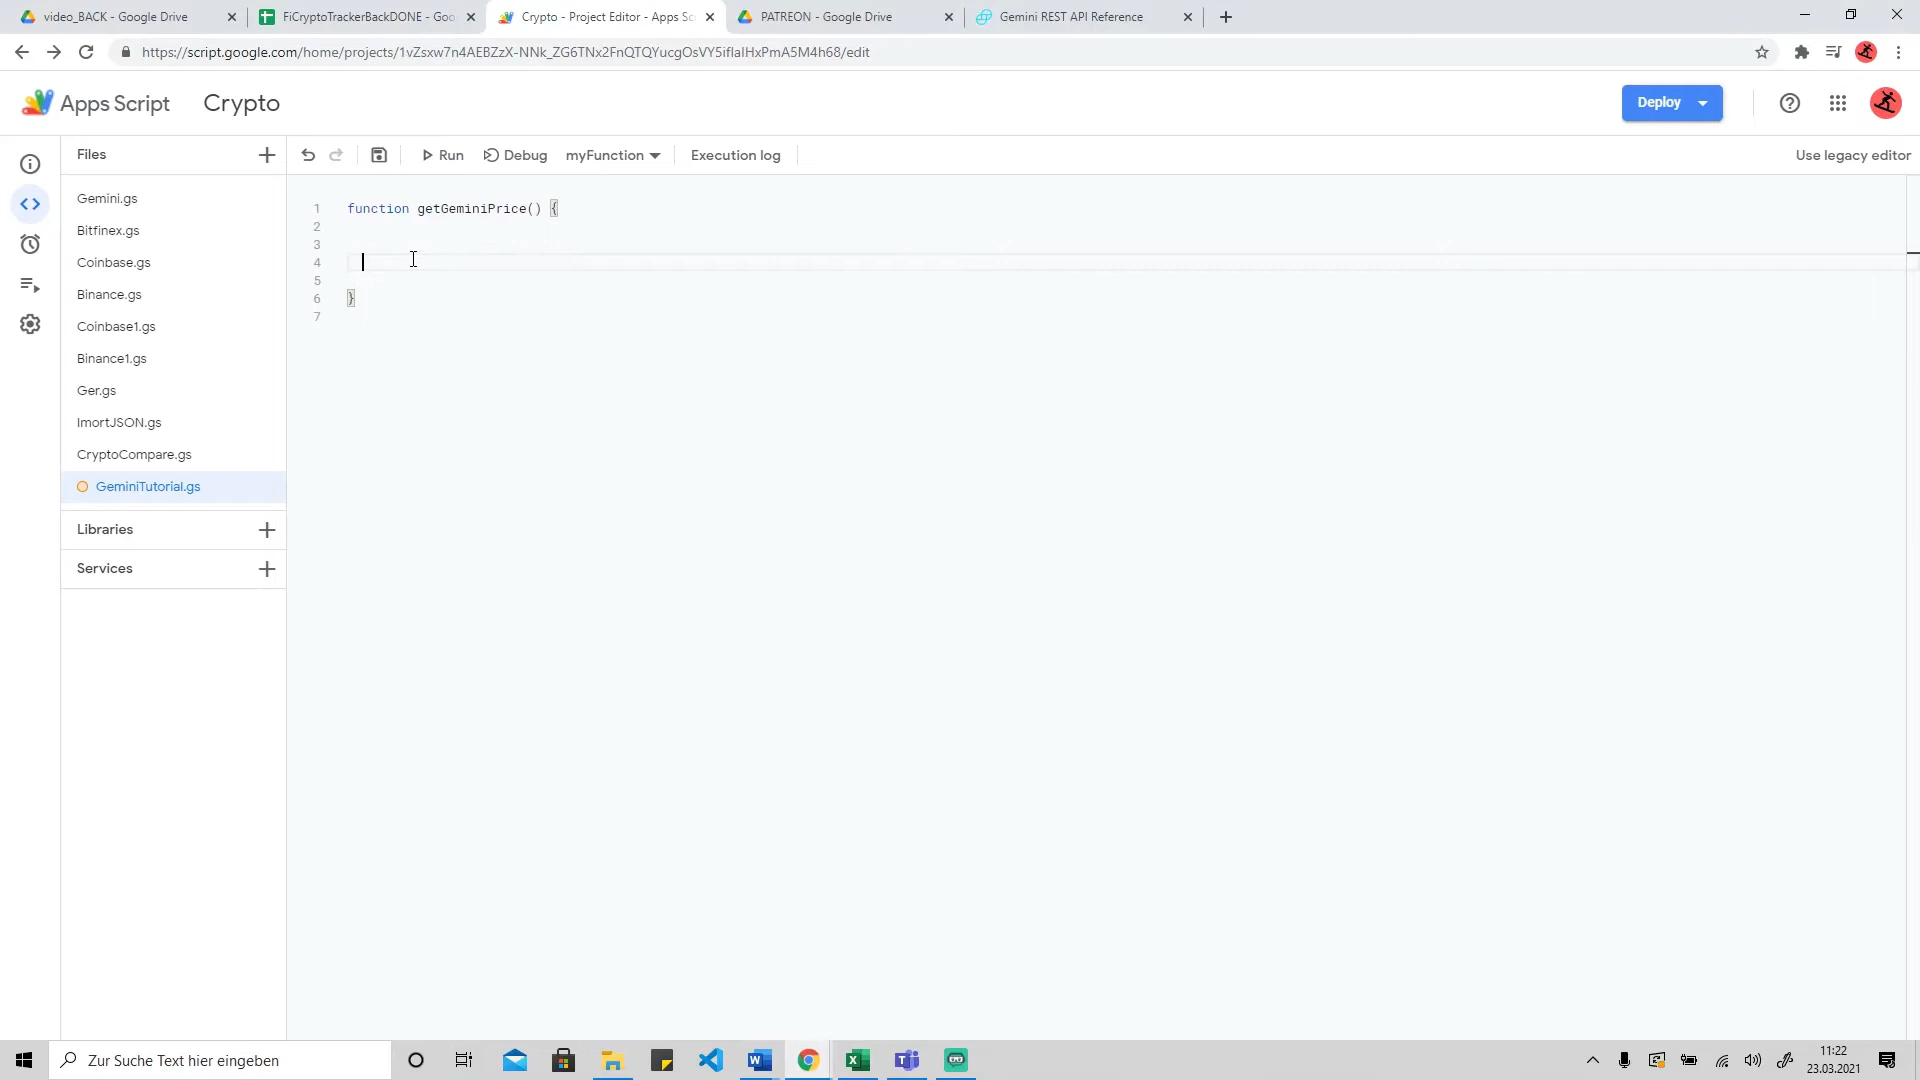 video_BACK - Google Drive
FiCryptoTrackerBackDONE - Goo
Crypto - Project Editor - Apps Sc
PATREON - Google Drive
Gemini REST API Reference
https://script.google.com/home/projects/1vZsxw7n4AEBZzX-NNk_ZG6TNx2FnQTQYucgOsVY5ifIaIHxPmA5M4h68/edit
Apps Script
Crypto
Deploy
Files
Run
Debug
myFunction
Execution log
Use legacy editor
Gemini.gs
Bitfinex.gs
Coinbase.gs
Binance.gs
Coinbase1.gs
Binance1.gs
Ger.gs
ImortJSON.gs
CryptoCompare.gs
GeminiTutorial.gs
Libraries
Services
1 function getGeminiPrice() {
2
3
4
5
6 }
7
Zur Suche Text hier eingeben
11:22
23.03.2021